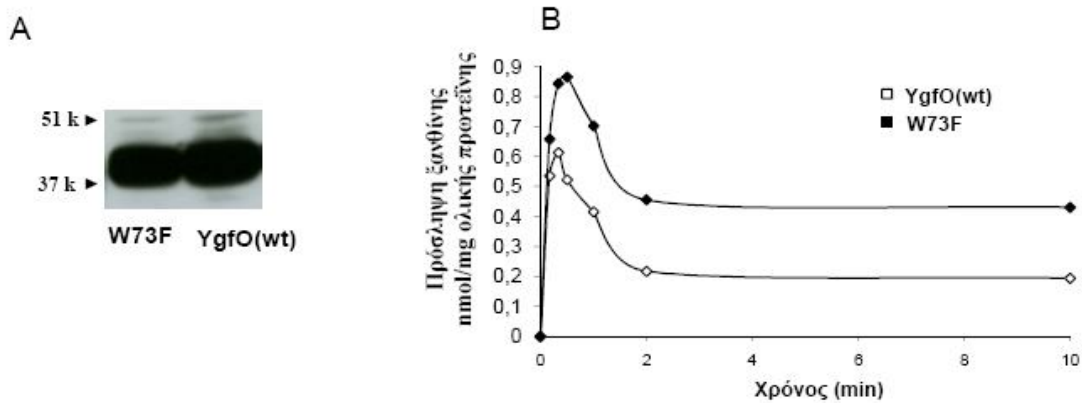 A
51 k ►
37 k ►
W73F YgfO(wt)
B
Πρόσληψη ξανθίνης
nmol/mg ολικής πρωτεΐνης
0,9
0,8
0,7
0,6
0,5
0,4
0,3
0,2
0,1
0
0 2 4 6 8 10
Χρόνος (min)
YgfO(wt)
W73F